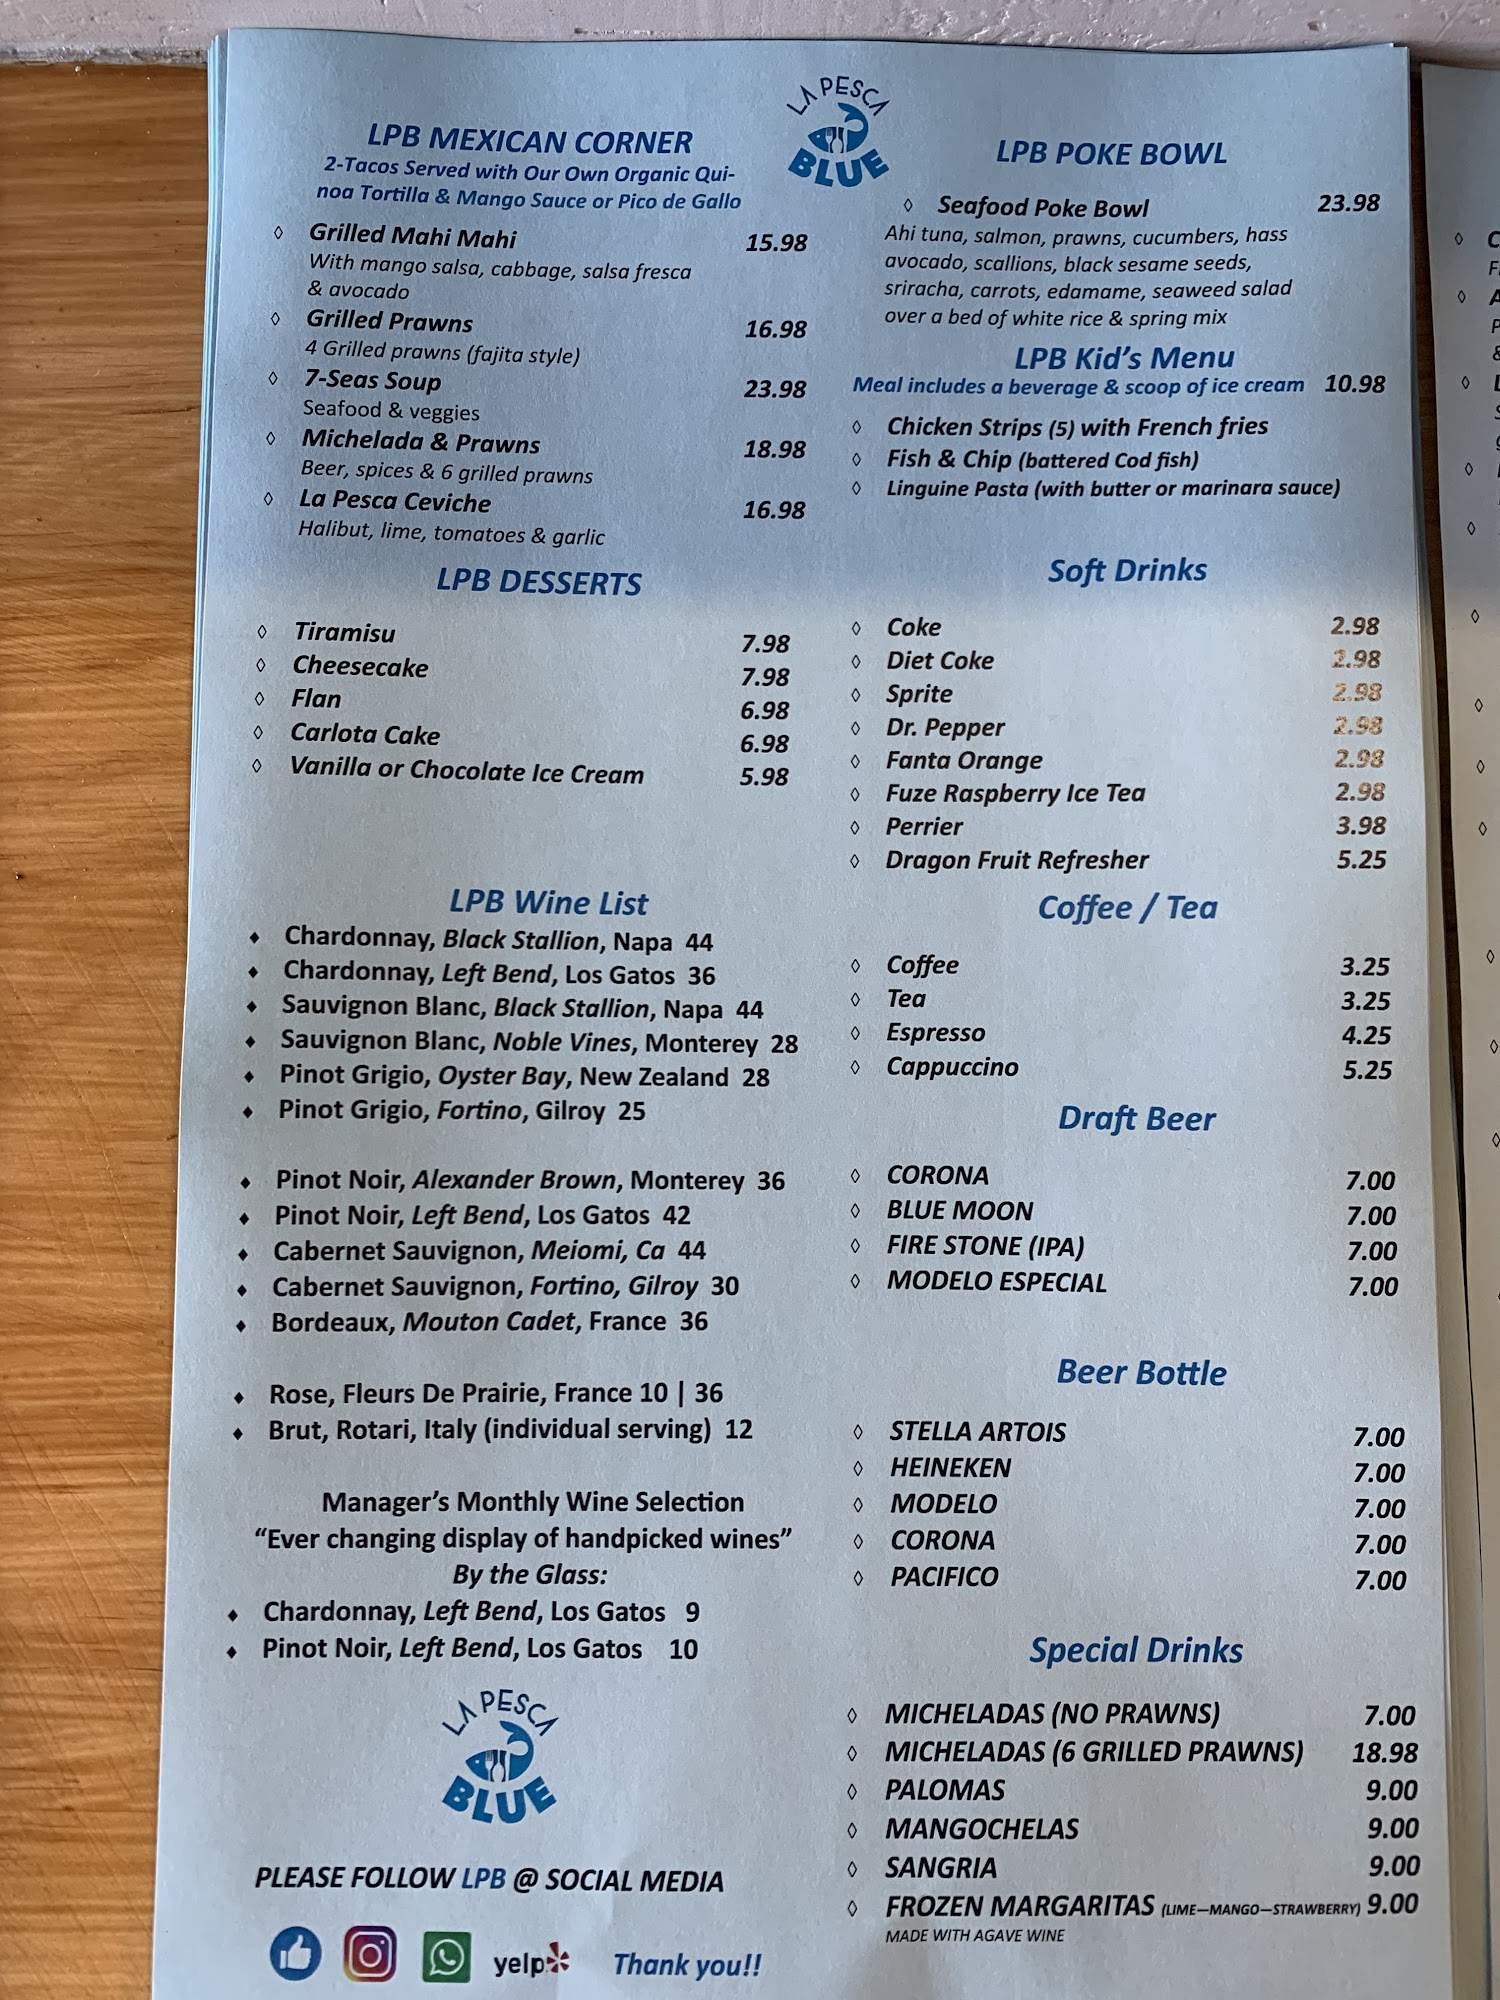 LA PESCA
BLUE
LPB MEXICAN CORNER
2-Tacos Served with Our Own Organic Qui-
noa Tortilla & Mango Sauce or Pico de Gallo
◊ Grilled Mahi Mahi 15.98
With mango salsa, cabbage, salsa fresca
& avocado
◊ Grilled Prawns 16.98
4 Grilled prawns (fajita style)
◊ 7-Seas Soup 23.98
Seafood & veggies
◊ Michelada & Prawns 18.98
Beer, spices & 6 grilled prawns
◊ La Pesca Ceviche 16.98
Halibut, lime, tomatoes & garlic
LPB DESSERTS
◊ Tiramisu 7.98
◊ Cheesecake 7.98
◊ Flan 6.98
◊ Carlota Cake 6.98
◊ Vanilla or Chocolate Ice Cream 5.98
LPB Wine List
♦ Chardonnay, Black Stallion, Napa 44
♦ Chardonnay, Left Bend, Los Gatos 36
♦ Sauvignon Blanc, Black Stallion, Napa 44
♦ Sauvignon Blanc, Noble Vines, Monterey 28
♦ Pinot Grigio, Oyster Bay, New Zealand 28
♦ Pinot Grigio, Fortino, Gilroy 25
♦ Pinot Noir, Alexander Brown, Monterey 36
♦ Pinot Noir, Left Bend, Los Gatos 42
♦ Cabernet Sauvignon, Meiomi, Ca 44
♦ Cabernet Sauvignon, Fortino, Gilroy 30
♦ Bordeaux, Mouton Cadet, France 36
♦ Rose, Fleurs De Prairie, France 10 | 36
♦ Brut, Rotari, Italy (individual serving) 12
Manager's Monthly Wine Selection
“Ever changing display of handpicked wines”
By the Glass:
♦ Chardonnay, Left Bend, Los Gatos 9
♦ Pinot Noir, Left Bend, Los Gatos 10
LA PESCA
BLUE
PLEASE FOLLOW LPB @ SOCIAL MEDIA
yelp Thank you!!
LPB POKE BOWL
◊ Seafood Poke Bowl 23.98
Ahi tuna, salmon, prawns, cucumbers, hass
avocado, scallions, black sesame seeds,
sriracha, carrots, edamame, seaweed salad
over a bed of white rice & spring mix
LPB Kid's Menu
Meal includes a beverage & scoop of ice cream 10.98
◊ Chicken Strips (5) with French fries
◊ Fish & Chip (battered Cod fish)
◊ Linguine Pasta (with butter or marinara sauce)
Soft Drinks
◊ Coke 2.98
◊ Diet Coke 2.98
◊ Sprite 2.98
◊ Dr. Pepper 2.98
◊ Fanta Orange 2.98
◊ Fuze Raspberry Ice Tea 2.98
◊ Perrier 3.98
◊ Dragon Fruit Refresher 5.25
Coffee / Tea
◊ Coffee 3.25
◊ Tea 3.25
◊ Espresso 4.25
◊ Cappuccino 5.25
Draft Beer
◊ CORONA 7.00
◊ BLUE MOON 7.00
◊ FIRE STONE (IPA) 7.00
◊ MODELO ESPECIAL 7.00
Beer Bottle
◊ STELLA ARTOIS 7.00
◊ HEINEKEN 7.00
◊ MODELO 7.00
◊ CORONA 7.00
◊ PACIFICO 7.00
Special Drinks
◊ MICHELADAS (NO PRAWNS) 7.00
◊ MICHELADAS (6 GRILLED PRAWNS) 18.98
◊ PALOMAS 9.00
◊ MANGOCHELAS 9.00
◊ SANGRIA 9.00
◊ FROZEN MARGARITAS (LIME—MANGO—STRAWBERRY) 9.00
MADE WITH AGAVE WINE